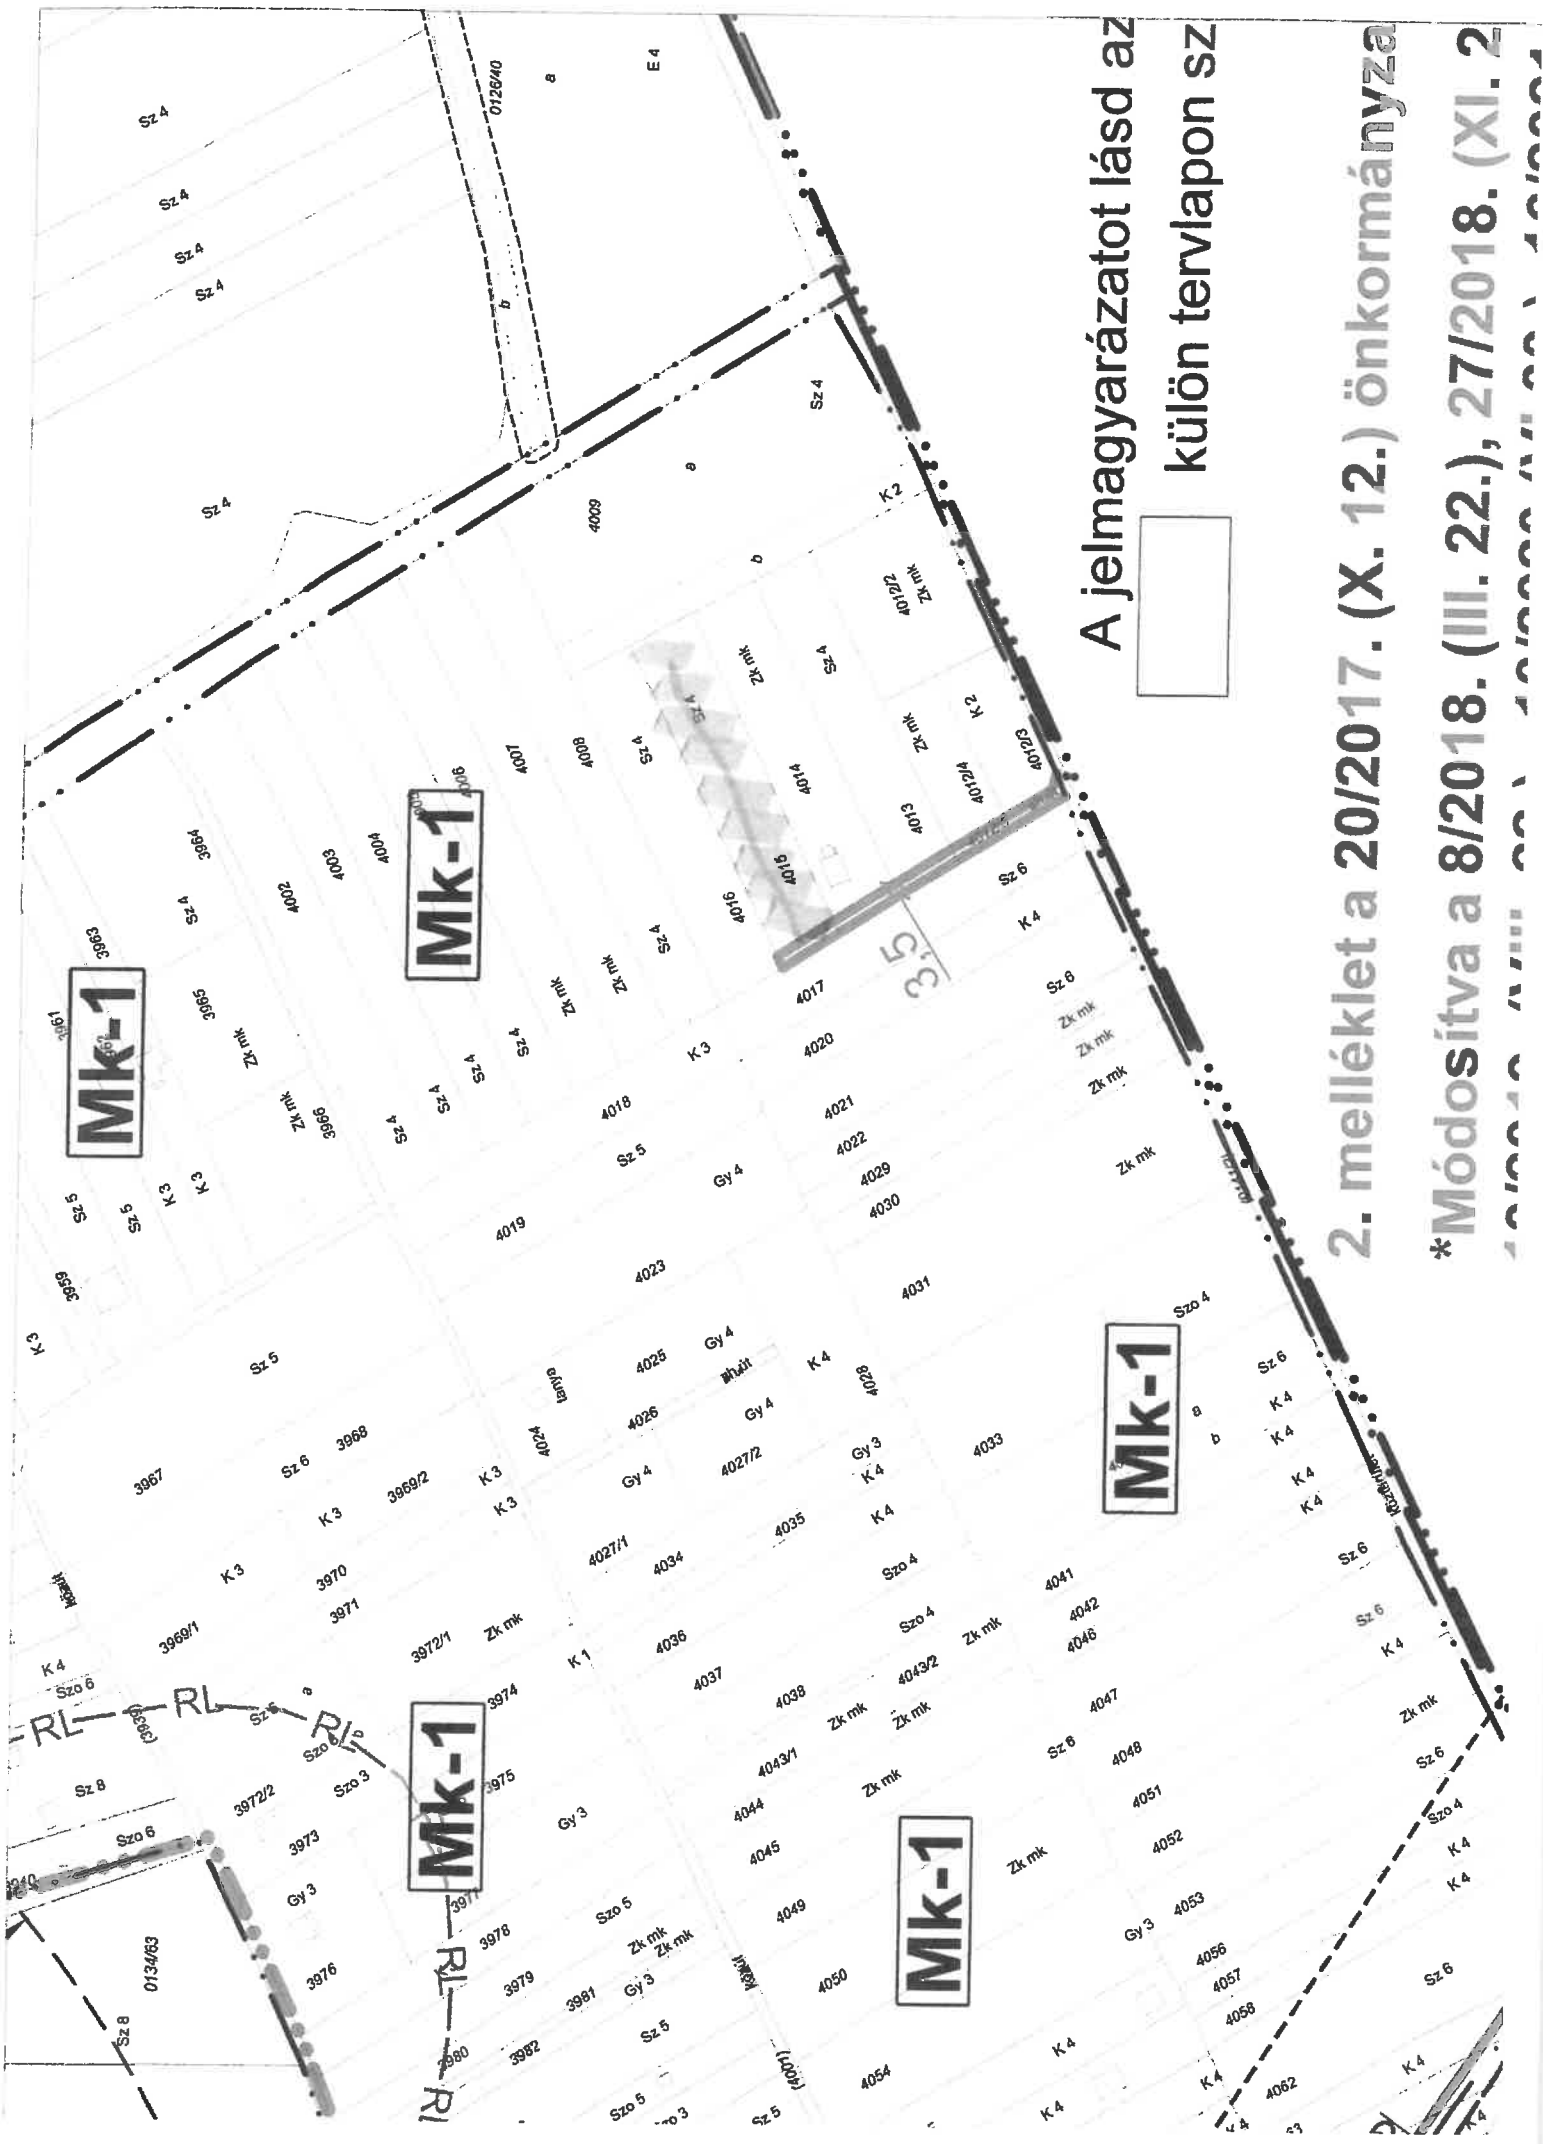 A jelmagyarázatot lásd az
külön tervlapon sz
2. melléklet a 20/2017. (X. 12.) önkormányza
*Módosítva a 8/2018. (III. 22.), 27/2018. (XI. 2
Mk-1
Mk-1
Mk-1
Mk-1
Mk-1
3,5
Sz 4
Sz 4
Sz 4
Sz 4
Sz 4
0126/40
a
E 4
b
Sz 4
a
4009
b
K 2
4012/2
Zk mk
Zk mk
Sz 4
Sz 4
K 2
Zk mk
4012/3
4012/4
4013
4014
4015
4016
Sz 4
4008
4007
4006
4004
4003
4002
3964
3963
Sz 4
3965
3961
Zk mk
Zk mk
3966
Sz 4
Sz 4
Sz 4
Sz 4
Zk mk
Zk mk
Sz 4
Sz 6
K 4
Sz 6
Zk mk
Zk mk
Zk mk
Zk mk
4017
4020
K 3
4018
Sz 5
4021
4022
4029
4030
Gy 4
4019
4023
4031
Sz 5
Sz 5
K 3
K 3
3959
K 3
Sz 5
4025
Gy 4
tanya
4024
4026
Gy 4
K 4
4028
Szo 4
Sz 6
K 4
a
b
K 4
K 4
K 4
Közterület
3967
Sz 6
3968
3969/2
K 3
K 3
K 3
Gy 4
4027/2
Gy 3
K 4
K 4
4033
4035
4027/1
4034
Szo 4
Szo 4
Zk mk
4041
4042
4046
Sz 6
Sz 6
K 4
Zk mk
K 3
3970
3971
3969/1
3972/1
Zk mk
K 1
4036
4037
4038
4043/2
Zk mk
Zk mk
4047
Sz 6
4048
K 4
Szo 6
RL
RL
RL
(3939)
a
Szo 3
3974
3975
4043/1
4044
4045
Zk mk
4051
4052
Sz 6
Szo 4
K 4
K 4
Sz 8
3972/2
Szo 6
3973
Gy 3
Gy 3
3977
3978
Szo 5
Zk mk
Zk mk
4049
Zk mk
Gy 3
4053
4056
4057
4058
Sz 6
0134/63
3976
RL
3979
3981
Gy 3
Közút
4050
Sz 8
3982
Sz 5
(4001)
4054
K 4
K 4
4062
K 4
Szo 5
Sz 5
K 4
K 4